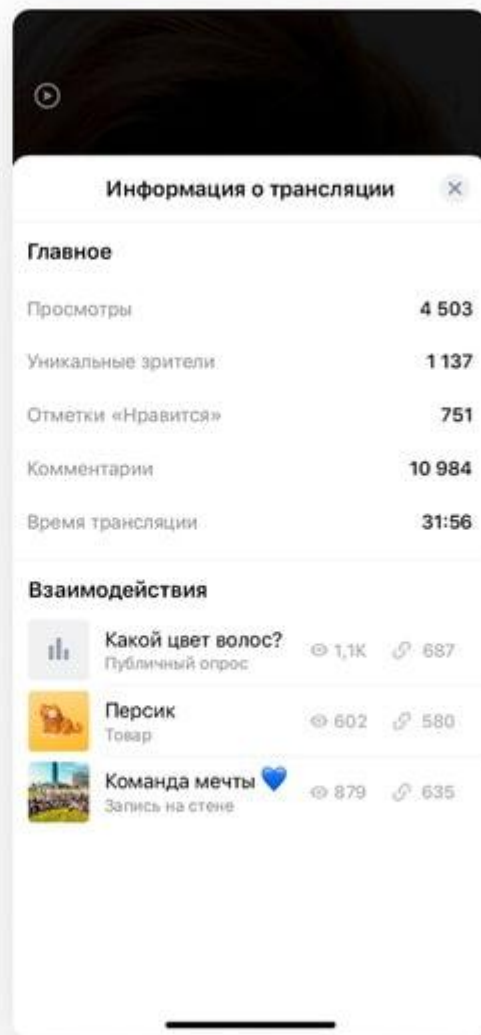 Информация о трансляции
Главное
Просмотры 4 503
Уникальные зрители 1 137
Отметки «Нравится» 751
Комментарии 10 984
Время трансляции 31:56
Взаимодействия
Какой цвет волос?
Публичный опрос
1,1K 687
Персик
Товар
602 580
Команда мечты 💙
Запись на стене
879 635